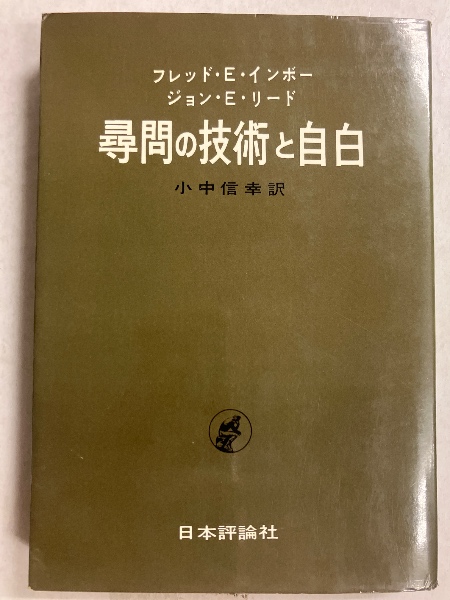 フレッド・E・インボー
ジョン・E・リード
尋問の技術と自白
小中信幸訳
日本評論社